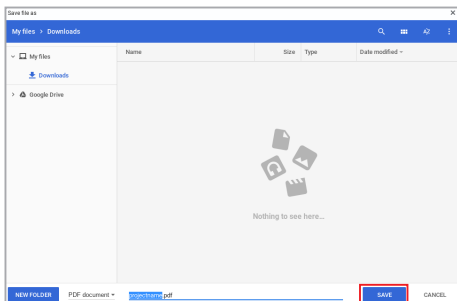 Save file as
My files > Downloads
AZ
Name Size Type Date modified
My files
Downloads
Google Drive
Nothing to see here...
NEW FOLDER PDF document projectname.pdf SAVE CANCEL